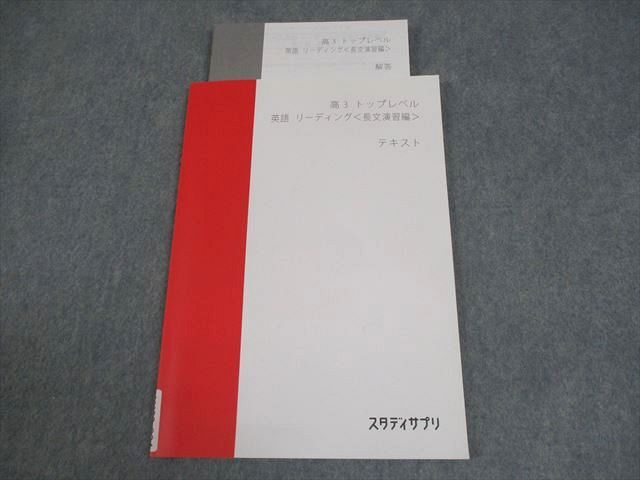 高3 トップレベル
英語 リーディング＜長文演習編＞
解答
高3 トップレベル
英語 リーディング＜長文演習編＞
テキスト
スタディサプリ